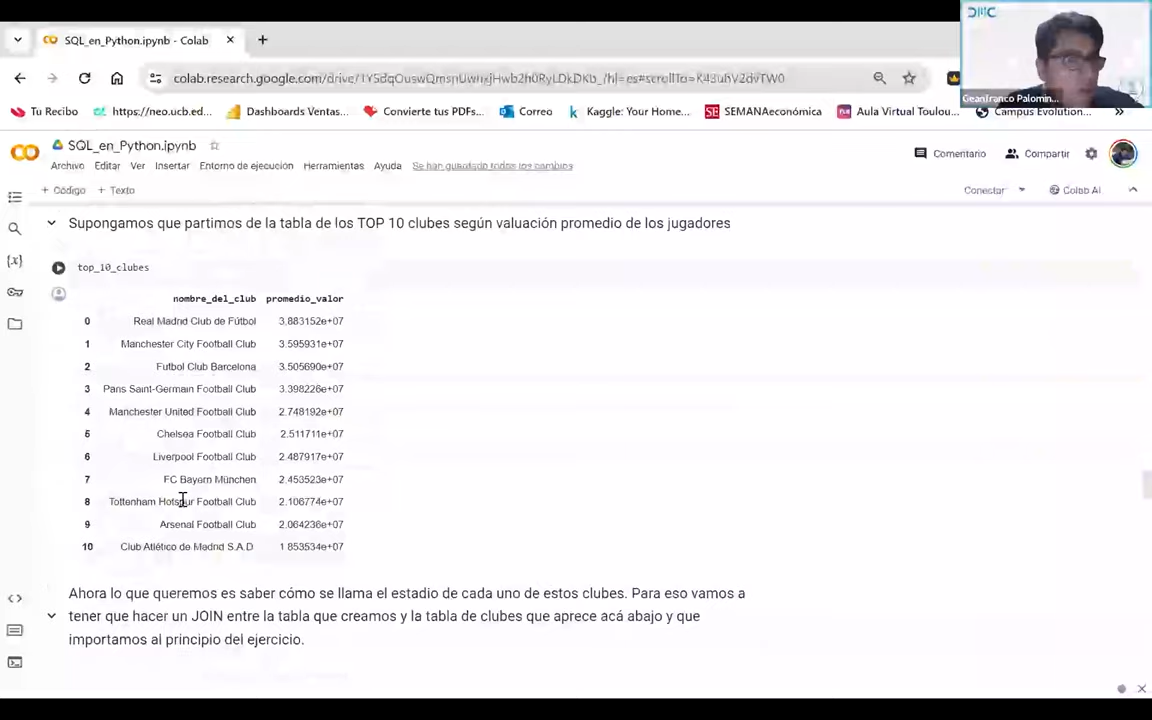 DMC
SQL_en_Python.ipynb - Colab
Geanfranco Palomin...
Tu Recibo
https://neo.ucb.ed...
Dashboards Ventas...
Convierte tus PDFs...
Correo
Kaggle: Your Home...
SEMANAeconómica
Aula Virtual Toulou...
Campus Evolution...
SQL_en_Python.ipynb
Comentario
Compartir
Archivo Editar Ver Insertar Entorno de ejecución Herramientas Ayuda Se han guardado todos los cambios
+ Código + Texto
Conectar
Colab AI
Supongamos que partimos de la tabla de los TOP 10 clubes según valuación promedio de los jugadores
top_10_clubes
nombre_del_club promedio_valor
0 Real Madrid Club de Fútbol 3.883152e+07
1 Manchester City Football Club 3.595931e+07
2 Futbol Club Barcelona 3.505690e+07
3 Paris Saint-Germain Football Club 3.398226e+07
4 Manchester United Football Club 2.748192e+07
5 Chelsea Football Club 2.511711e+07
6 Liverpool Football Club 2.487917e+07
7 FC Bayern München 2.453523e+07
8 Tottenham Hotspur Football Club 2.106774e+07
9 Arsenal Football Club 2.064236e+07
10 Club Atlético de Madrid S.A.D. 1.853534e+07
Ahora lo que queremos es saber cómo se llama el estadio de cada uno de estos clubes. Para eso vamos a
tener que hacer un JOIN entre la tabla que creamos y la tabla de clubes que aprece acá abajo y que
importamos al principio del ejercicio.